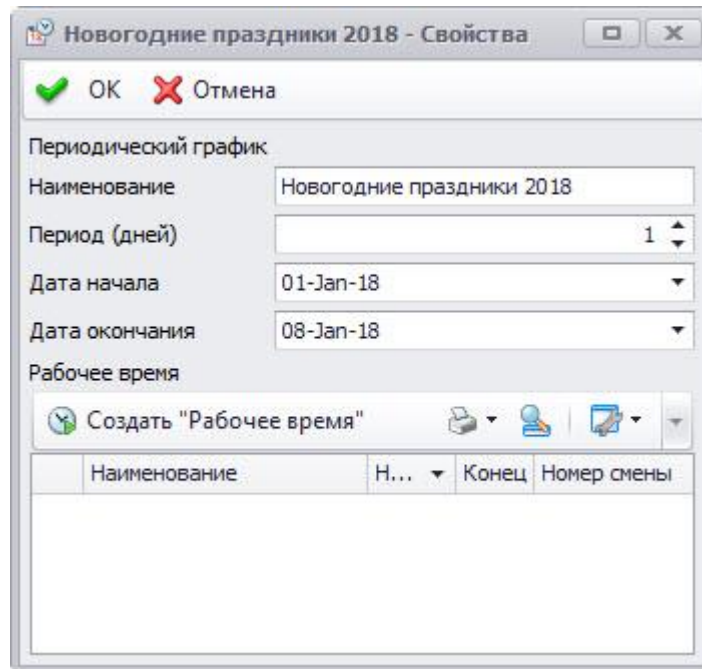 Новогодние праздники 2018 - Свойства
ОК Отмена
Периодический график
Наименование Новогодние праздники 2018
Период (дней) 1
Дата начала 01-Jan-18
Дата окончания 08-Jan-18
Рабочее время
Создать "Рабочее время"
Наименование Н... Конец Номер смены